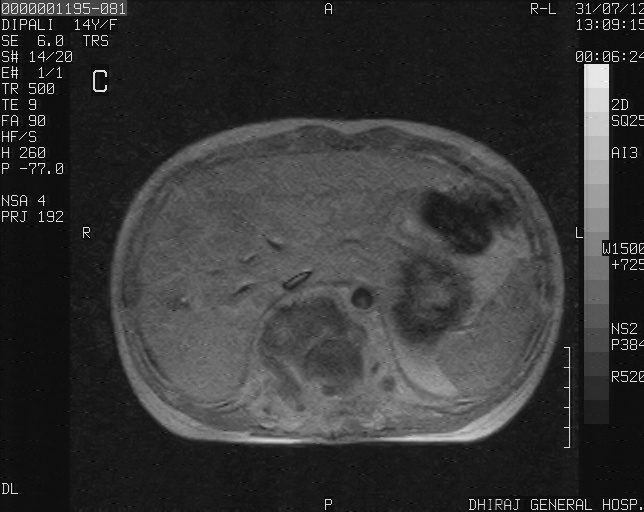 0000001195-081
DIPALI 14Y/F
SE 6.0 TRS
S# 14/20
E# 1/1
TR 500
TE 9
FA 90
HF/S
H 260
P -77.0
NSA 4
PRJ 192
C
A
R-L
31/07/12
13:09:15
00:06:24
2D
SQ25
AI3
R
L
W1500
+725
NS2
P384
R520
DL
P
DHIRAJ GENERAL HOSP.